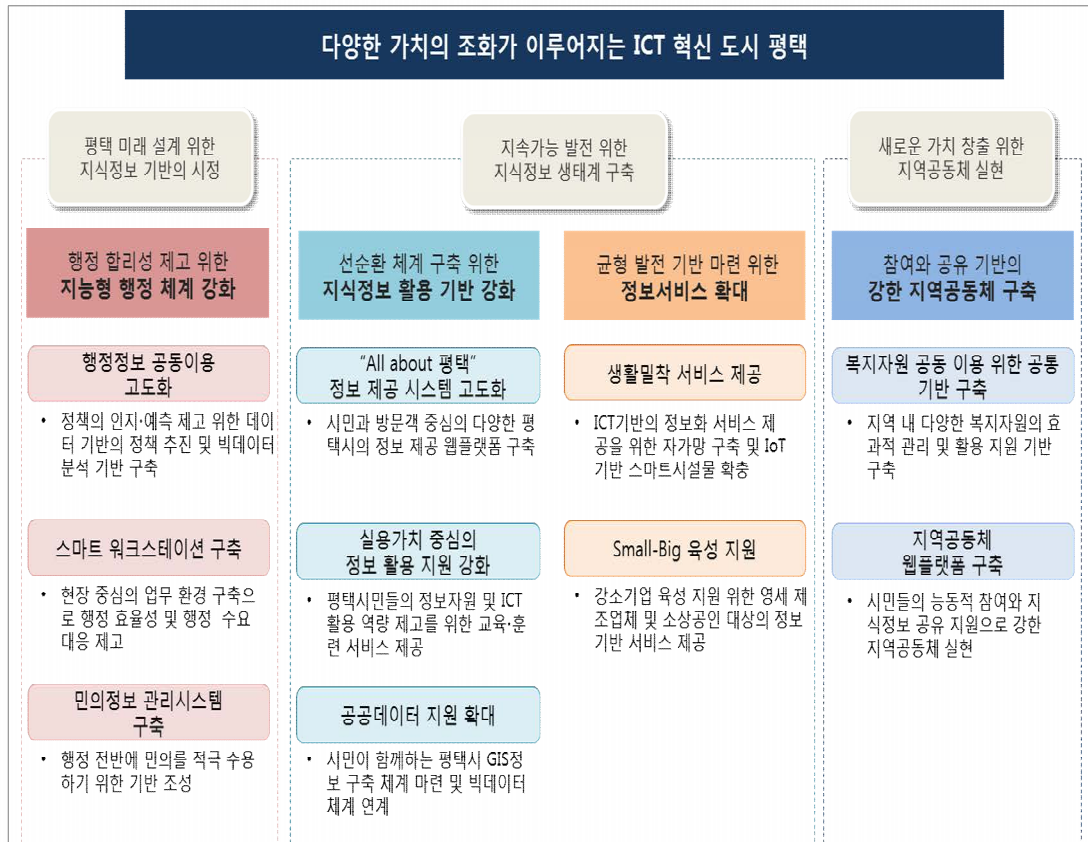 다양한 가치의 조화가 이루어지는 ICT 혁신 도시 평택
평택 미래 설계 위한
지식정보 기반의 시정
지속가능 발전 위한
지식정보 생태계 구축
새로운 가치 창출 위한
지역공동체 실현
행정 합리성 제고 위한
지능형 행정 체계 강화
선순환 체계 구축 위한
지식정보 활용 기반 강화
균형 발전 기반 마련 위한
정보서비스 확대
참여와 공유 기반의
강한 지역공동체 구축
행정정보 공동이용
고도화
• 정책의 인지·예측 제고 위한 데이
터 기반의 정책 추진 및 빅데이터
분석 기반 구축
스마트 워크스테이션 구축
• 현장 중심의 업무 환경 구축으
로 행정 효율성 및 행정 수요
대응 제고
민의정보 관리시스템
구축
• 행정 전반에 민의를 적극 수용
하기 위한 기반 조성
“All about 평택“
정보 제공 시스템 고도화
• 시민과 방문객 중심의 다양한 평
택시의 정보 제공 웹플랫폼 구축
실용가치 중심의
정보 활용 지원 강화
• 평택시민들의 정보자원 및 ICT
활용 역량 제고를 위한 교육·훈
련 서비스 제공
공공데이터 지원 확대
• 시민이 함께하는 평택시 GIS정
보 구축 체계 마련 및 빅데이터
체계 연계
생활밀착 서비스 제공
• ICT기반의 정보화 서비스 제
공을 위한 자가망 구축 및 IoT
기반 스마트시설물 확충
Small-Big 육성 지원
• 강소기업 육성 지원 위한 영세 제
조업체 및 소상공인 대상의 정보
기반 서비스 제공
복지자원 공동 이용 위한 공통
기반 구축
• 지역 내 다양한 복지자원의 효
과적 관리 및 활용 지원 기반
구축
지역공동체
웹플랫폼 구축
• 시민들의 능동적 참여와 지
식정보 공유 지원으로 강한
지역공동체 실현